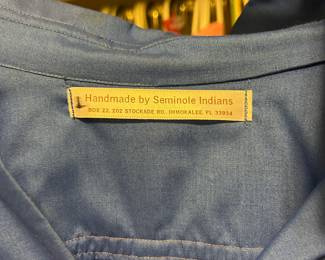 Handmade by Seminole Indians
BOX 22, 202 STOCKADE RD. IMMOKALEE, FL 33934